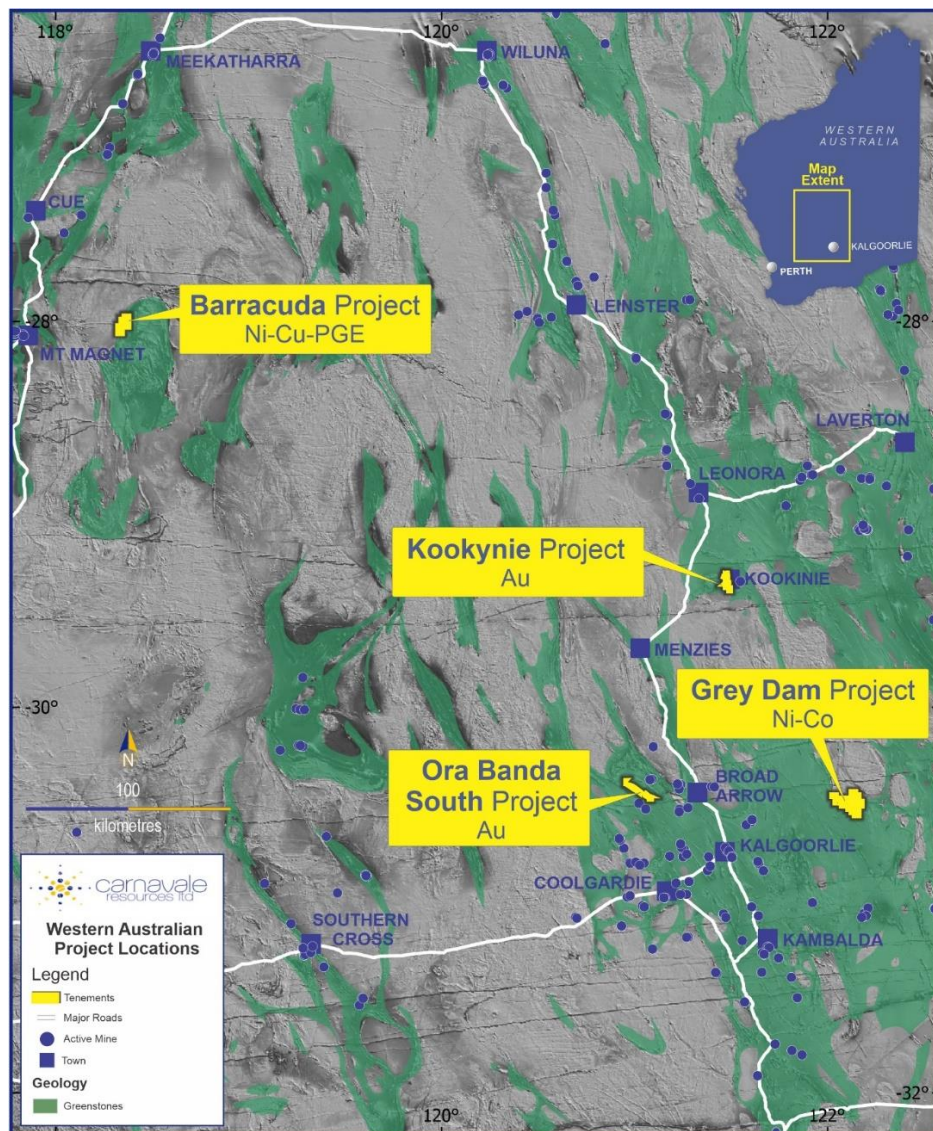 118°
120°
122°
MEEKATHARRA
WILUNA
WESTERN
AUSTRALIA
Map
Extent
KALGOORLIE
PERTH
CUE
Barracuda Project
Ni-Cu-PGE
LEINSTER
-28°
-28°
MT MAGNET
LAVERTON
LEONORA
Kookynie Project
Au
KOOKINIE
MENZIES
Grey Dam Project
Ni-Co
-30°
N
100
kilometres
Ora Banda
South Project
Au
BROAD
ARROW
KALGOORLIE
COOLGARDIE
SOUTHERN
CROSS
KAMBALDA
carnavale
resources ltd
Western Australian
Project Locations
Legend
Tenements
Major Roads
Active Mine
Town
Geology
Greenstones
-32°
120°
122°